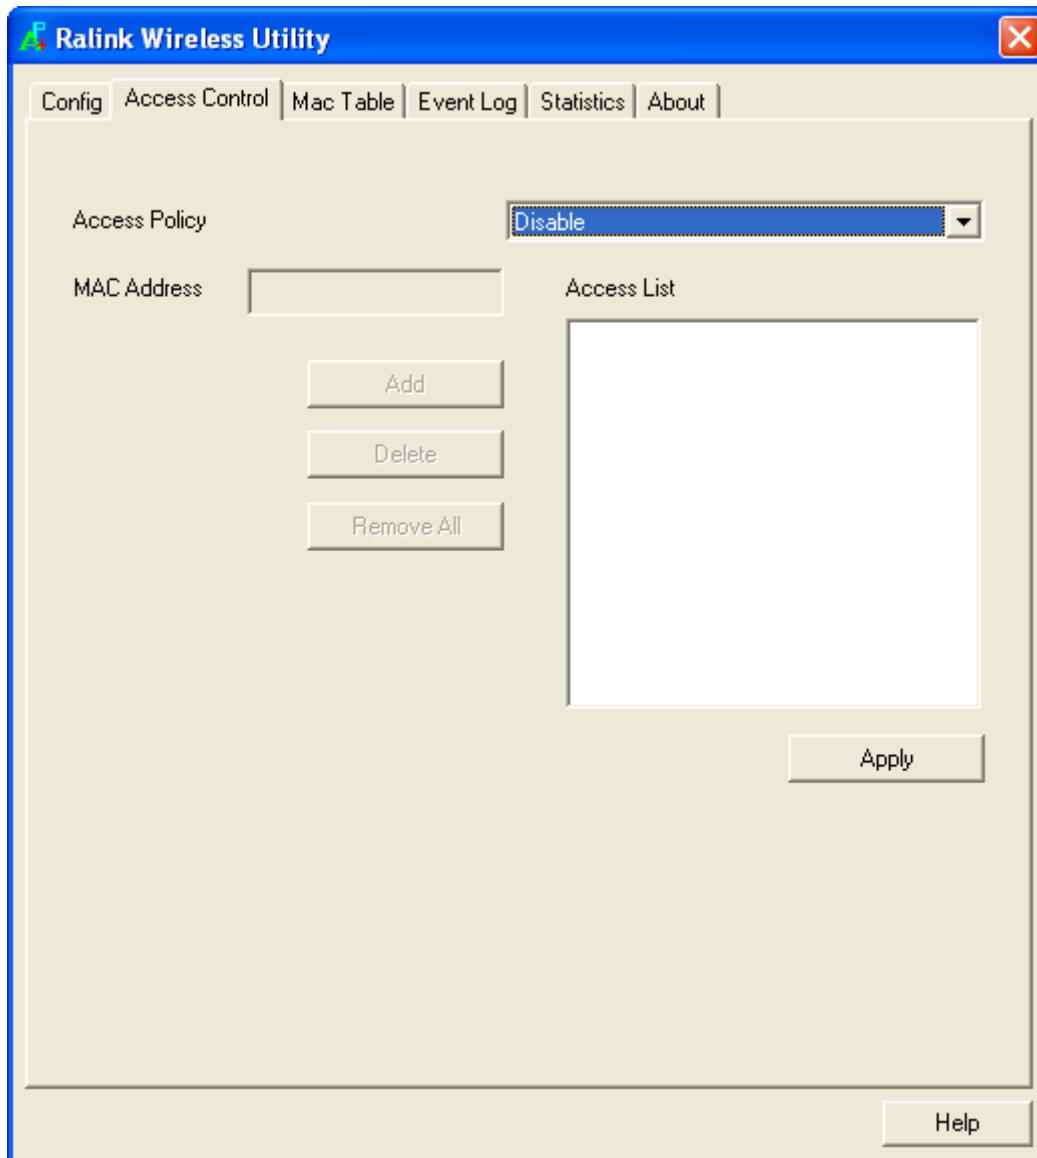 Ralink Wireless Utility
Config Access Control Mac Table Event Log Statistics About
Access Policy Disable
MAC Address Access List
Add
Delete
Remove All
Apply
Help